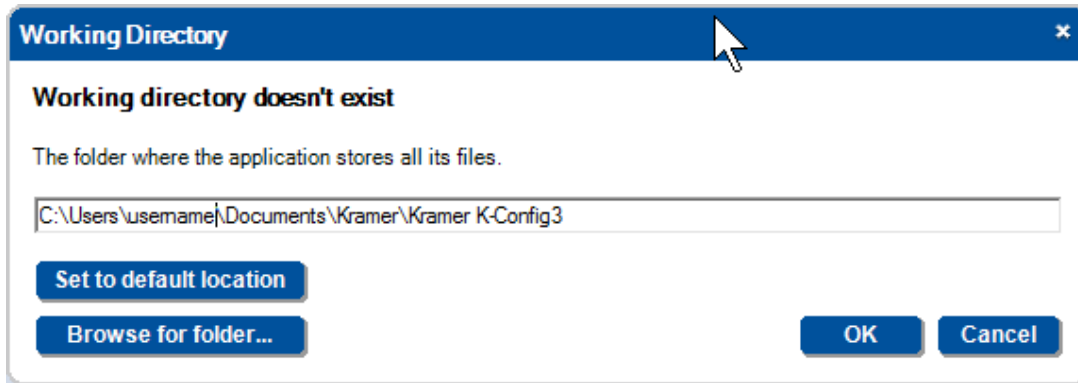 Working Directory
Working directory doesn't exist
The folder where the application stores all its files.
C:\Users\username\Documents\Kramer\Kramer K-Config3
Set to default location
Browse for folder...
OK
Cancel